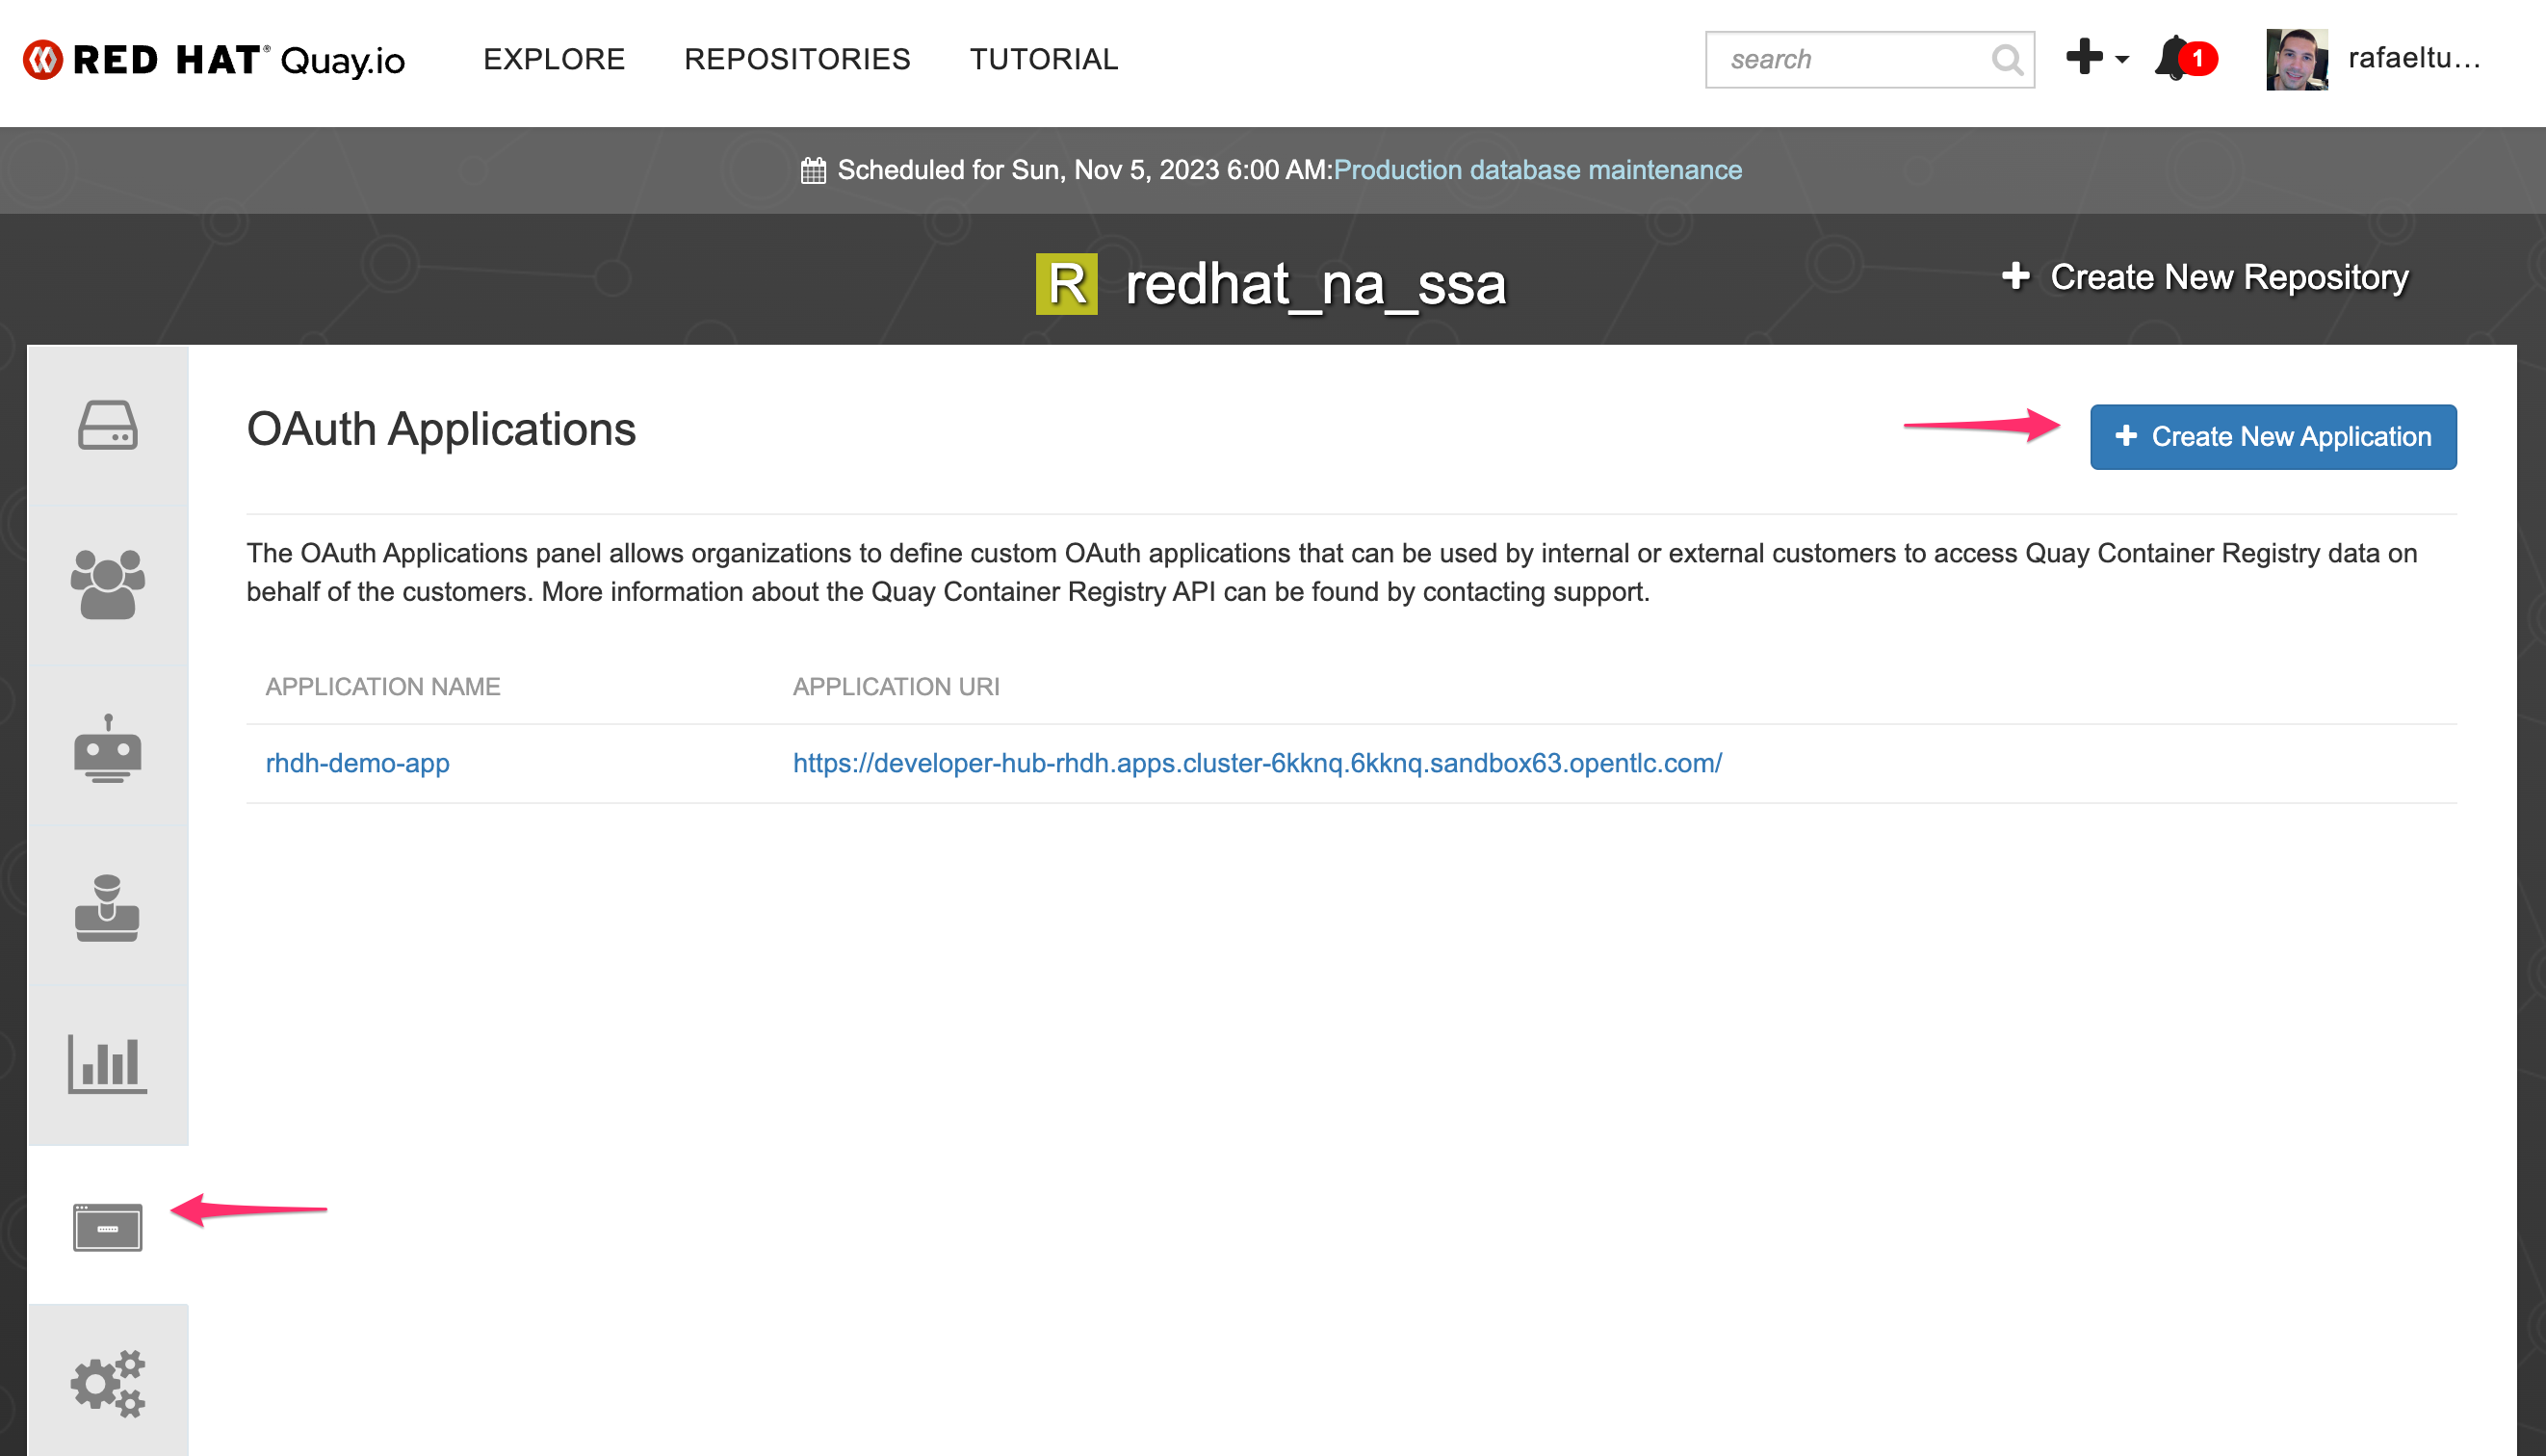 RED HAT® Quay.io
EXPLORE
REPOSITORIES
TUTORIAL
search
1
rafaeltu...
Scheduled for Sun, Nov 5, 2023 6:00 AM:Production database maintenance
R redhat_na_ssa
Create New Repository
OAuth Applications
Create New Application
The OAuth Applications panel allows organizations to define custom OAuth applications that can be used by internal or external customers to access Quay Container Registry data on
behalf of the customers. More information about the Quay Container Registry API can be found by contacting support.
APPLICATION NAME
APPLICATION URI
rhdh-demo-app
https://developer-hub-rhdh.apps.cluster-6kknq.6kknq.sandbox63.opentlc.com/